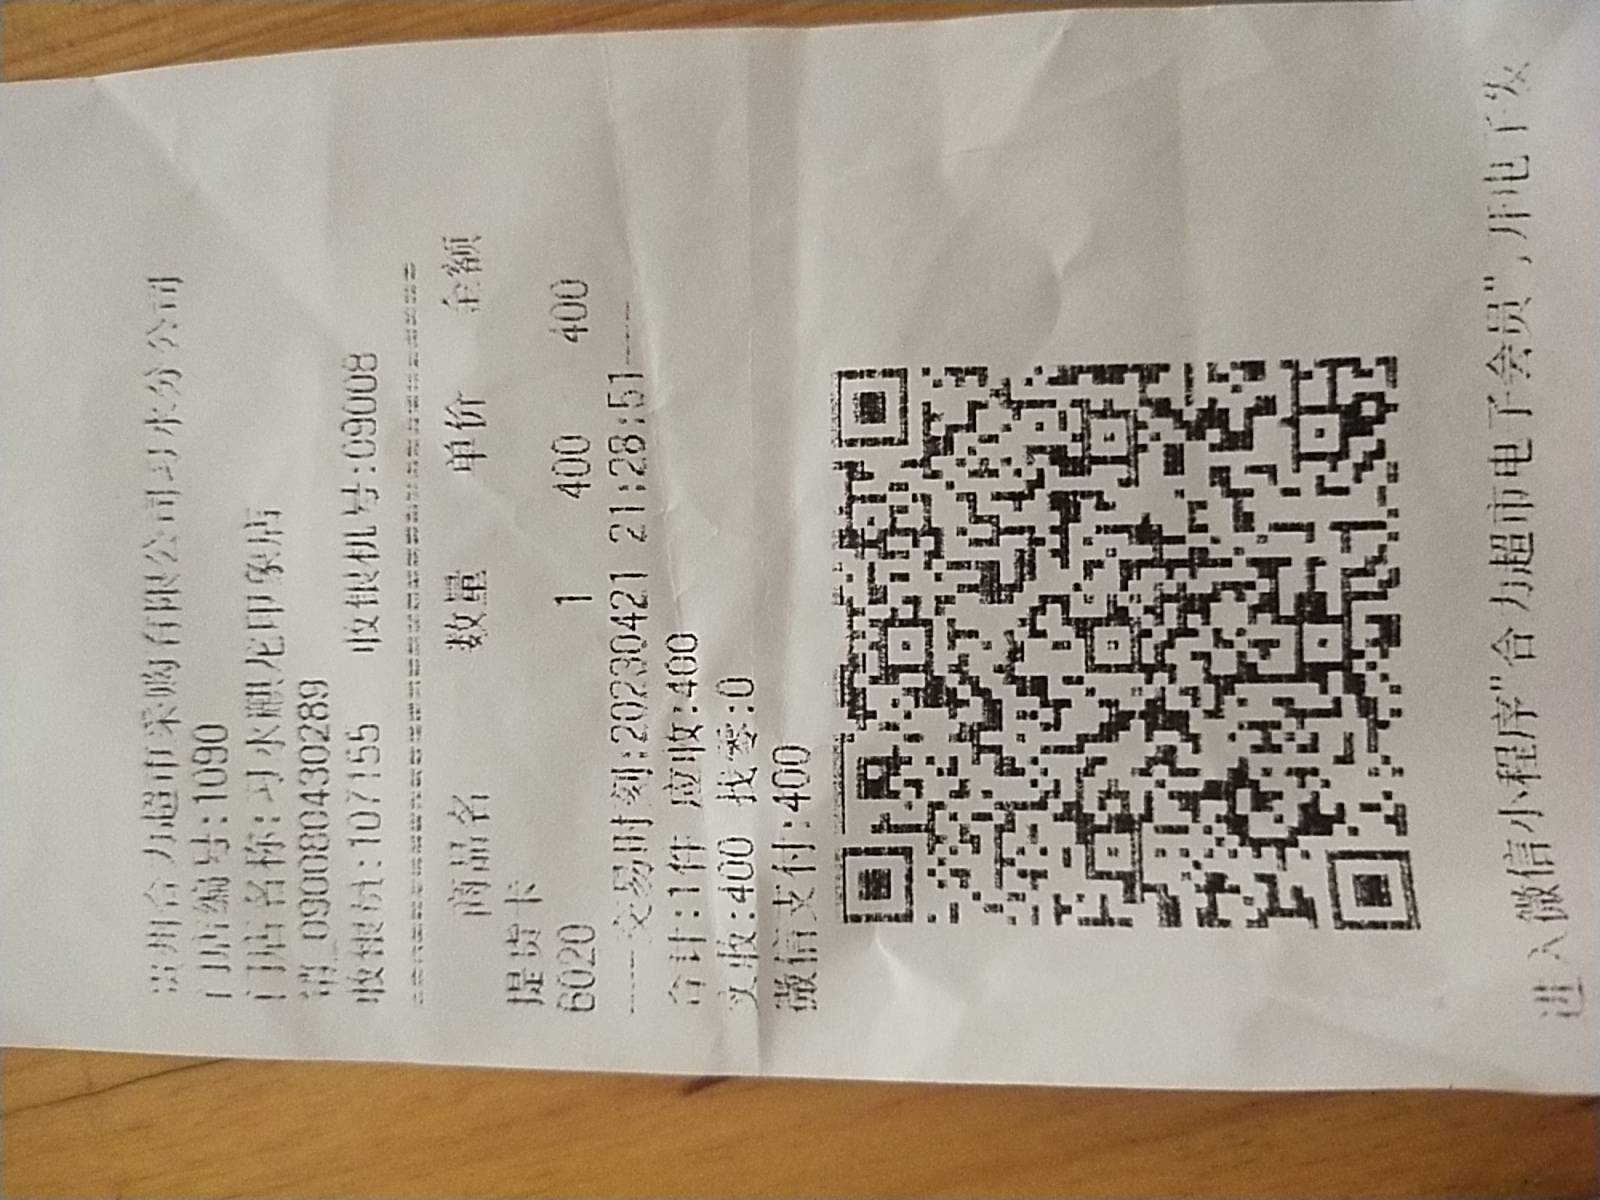 贵州合力超市采购有限公司习水分公司
门店编号:1090
门店名称:习水麒龙印象店
销_090080430289
收银员:107155 收银机号:09008
商品名 数量 单价 金额
提货卡
6020 1 400 400
----交易时刻:20230421 21:28:51----
合计:1件 应收:400
实收:400 找零:0
微信支付:400
进入微信小程序"合力超市电子会员",开电子发